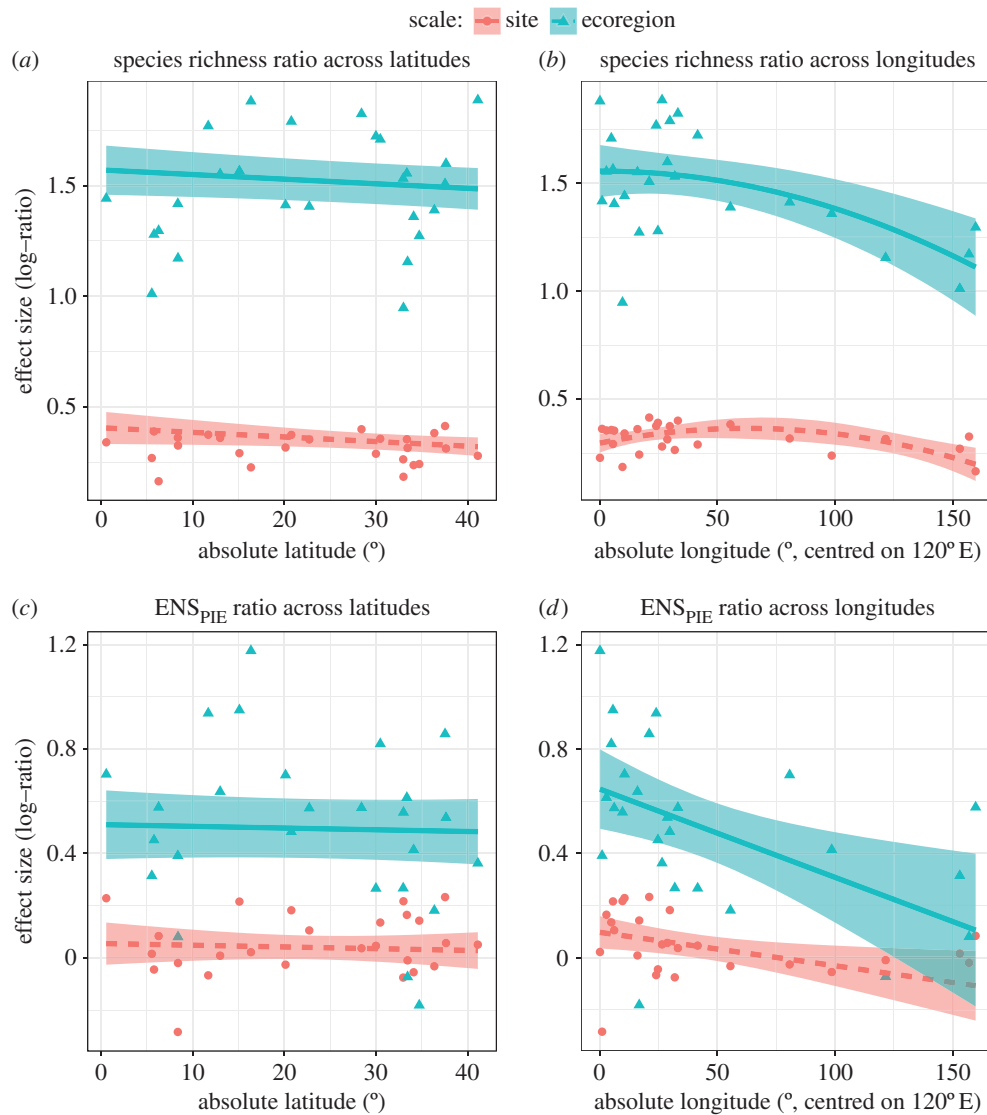 scale: site ecoregion
(a) species richness ratio across latitudes
(b) species richness ratio across longitudes
effect size (log–ratio)
1.5
1.0
0.5
0 10 20 30 40
absolute latitude (°)
1.5
1.0
0.5
0 50 100 150
absolute longitude (°, centred on 120° E)
(c) ENSPIE ratio across latitudes
(d) ENSPIE ratio across longitudes
effect size (log–ratio)
1.2
0.8
0.4
0
0 10 20 30 40
absolute latitude (°)
1.2
0.8
0.4
0
0 50 100 150
absolute longitude (°, centred on 120° E)